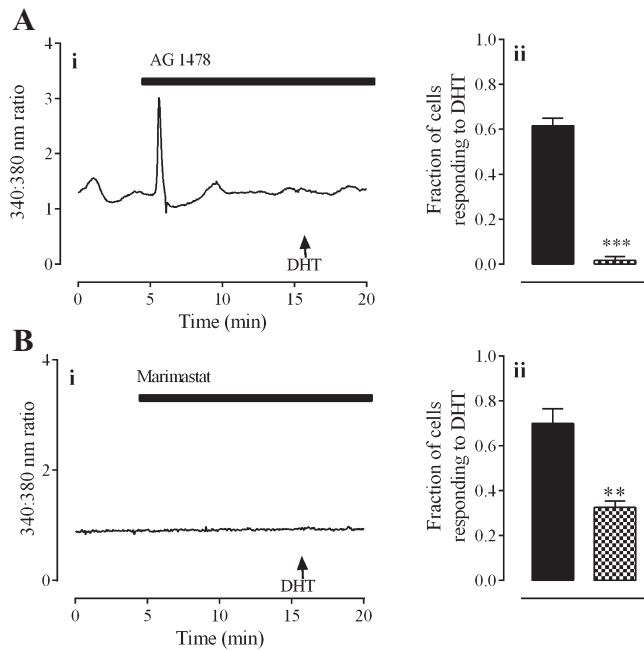 A
i
AG 1478
4
3
2
1
0
340:380 nm ratio
DHT
0 5 10 15 20
Time (min)
ii
1.0
0.8
0.6
0.4
0.2
0.0
Fraction of cells
responding to DHT
***
B
i
Marimastat
4
2
0
340:380 nm ratio
DHT
0 5 10 15 20
Time (min)
ii
1.0
0.8
0.6
0.4
0.2
0.0
Fraction of cells
responding to DHT
**